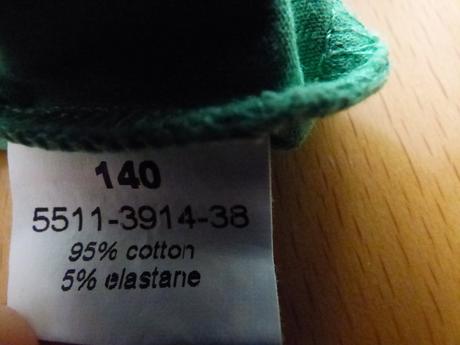 140
5511-3914-38
95% cotton
5% elastane